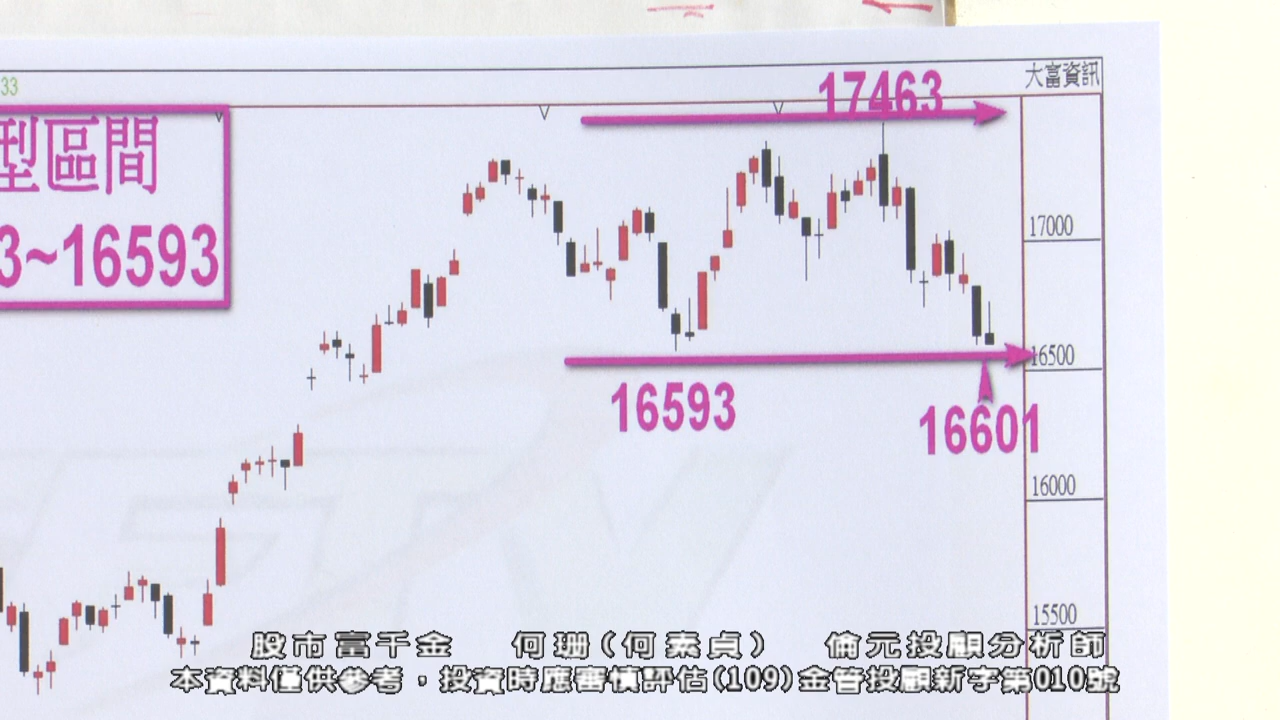 33
大富資訊
17463
型區間
3~16593
17000
16500
16593
16601
16000
15500
股市富千金 何珊(何素貞) 倫元投顧分析師
本資料僅供參考，投資時應審慎評估(109)金管投顧新字第010號